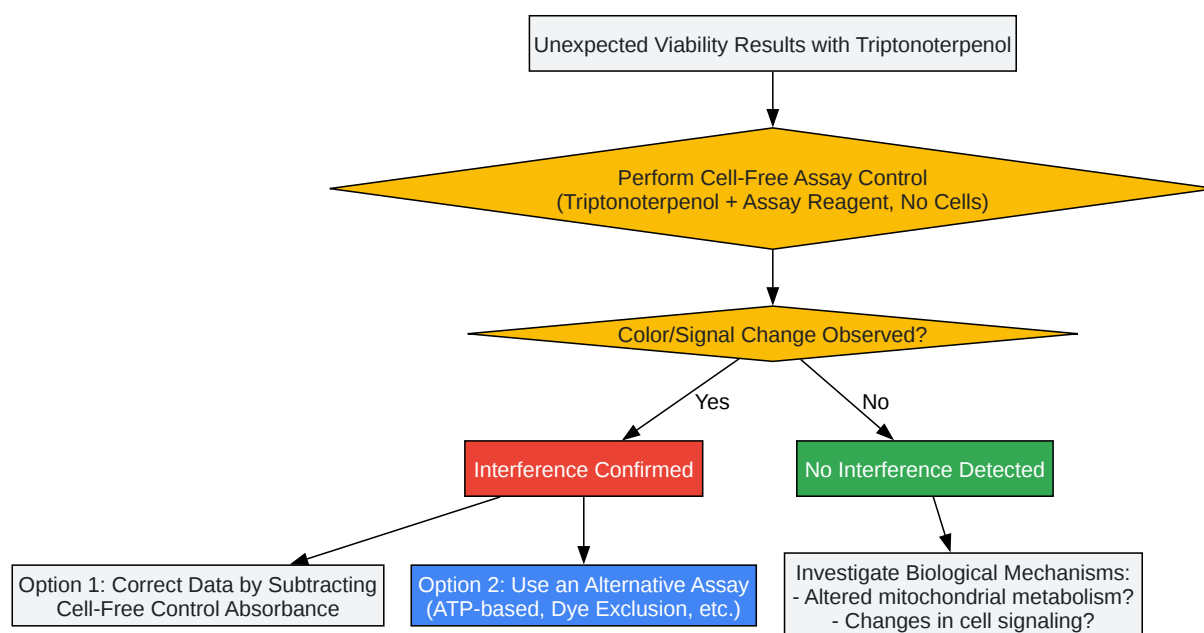 Unexpected Viability Results with Triptonoterpenol
Perform Cell-Free Assay Control
(Triptonoterpenol + Assay Reagent, No Cells)
Color/Signal Change Observed?
Yes
No
Interference Confirmed
No Interference Detected
Option 1: Correct Data by Subtracting
Cell-Free Control Absorbance
Option 2: Use an Alternative Assay
(ATP-based, Dye Exclusion, etc.)
Investigate Biological Mechanisms:
- Altered mitochondrial metabolism?
- Changes in cell signaling?